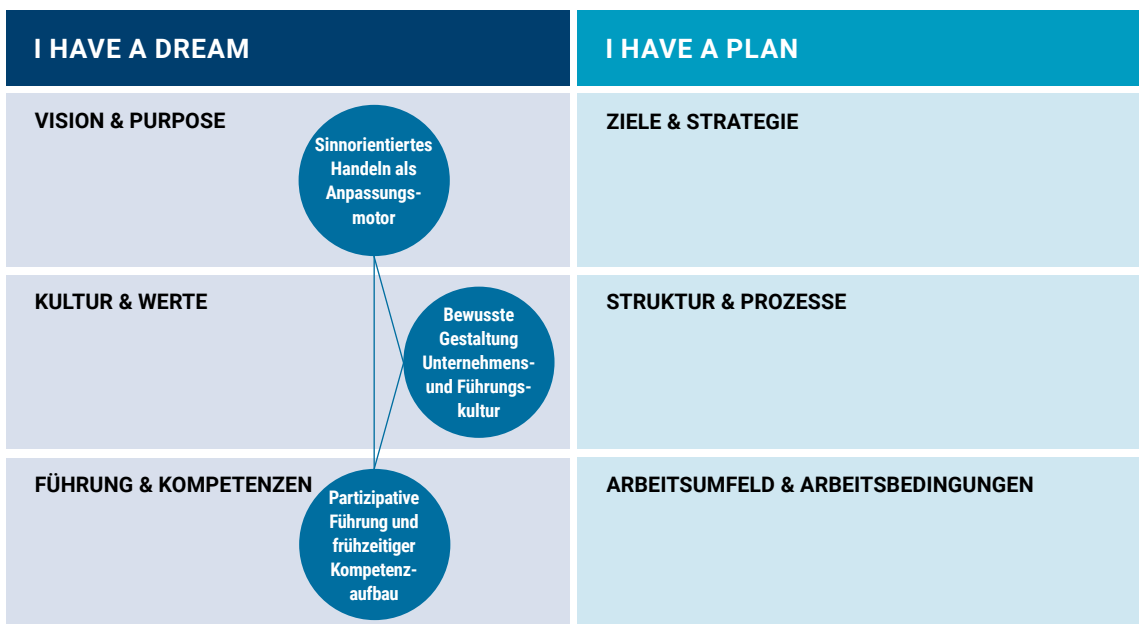 I HAVE A DREAM
I HAVE A PLAN
VISION & PURPOSE
Sinnorientiertes
Handeln als
Anpassungs-
motor
ZIELE & STRATEGIE
KULTUR & WERTE
Bewusste
Gestaltung
Unternehmens-
und Führungs-
kultur
STRUKTUR & PROZESSE
FÜHRUNG & KOMPETENZEN
Partizipative
Führung und
frühzeitiger
Kompetenz-
aufbau
ARBEITSUMFELD & ARBEITSBEDINGUNGEN